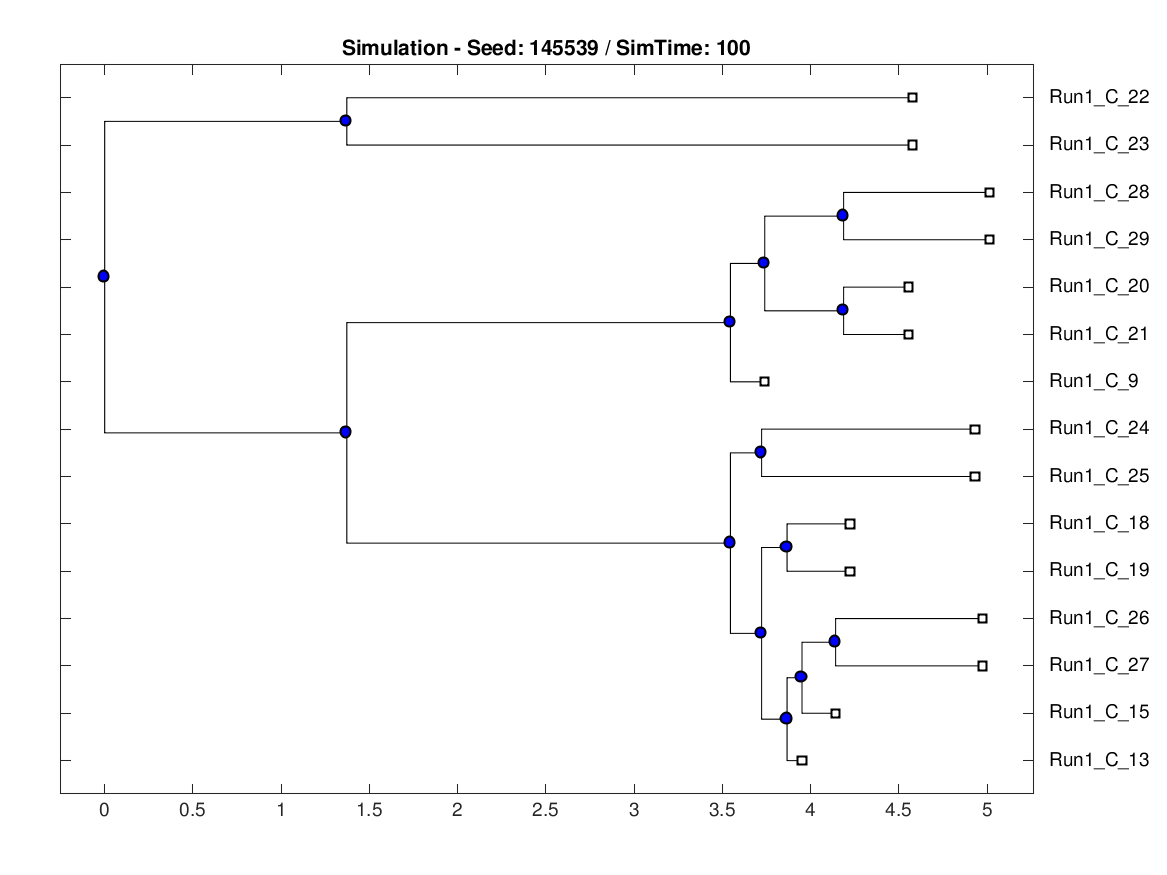 Simulation - Seed: 145539 / SimTime: 100
Run1_C_22
Run1_C_23
Run1_C_28
Run1_C_29
Run1_C_20
Run1_C_21
Run1_C_9
Run1_C_24
Run1_C_25
Run1_C_18
Run1_C_19
Run1_C_26
Run1_C_27
Run1_C_15
Run1_C_13
0 0.5 1 1.5 2 2.5 3 3.5 4 4.5 5